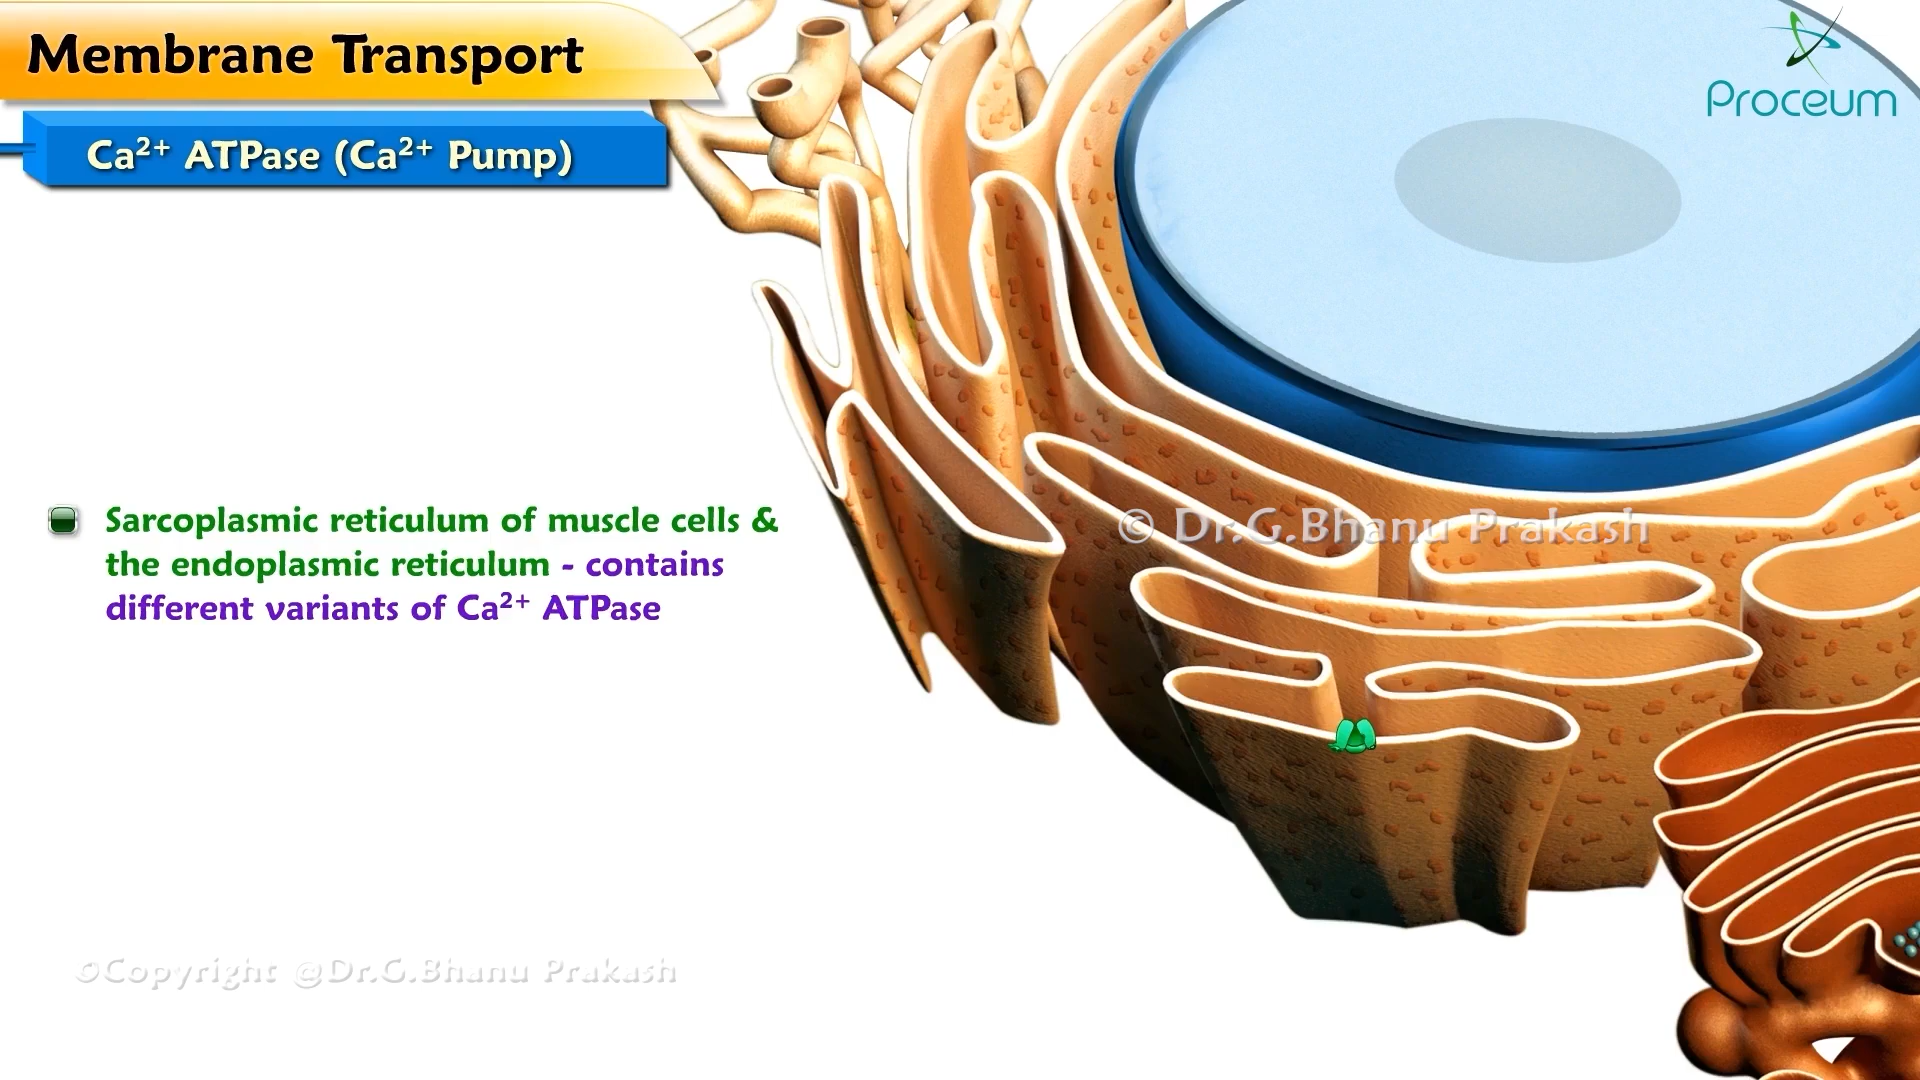 Membrane Transport
Proceum
Ca²⁺ ATPase (Ca²⁺ Pump)
Sarcoplasmic reticulum of muscle cells &
the endoplasmic reticulum - contains
different variants of Ca²⁺ ATPase
© Dr.G.Bhanu Prakash
©Copyright @Dr.G.Bhanu Prakash